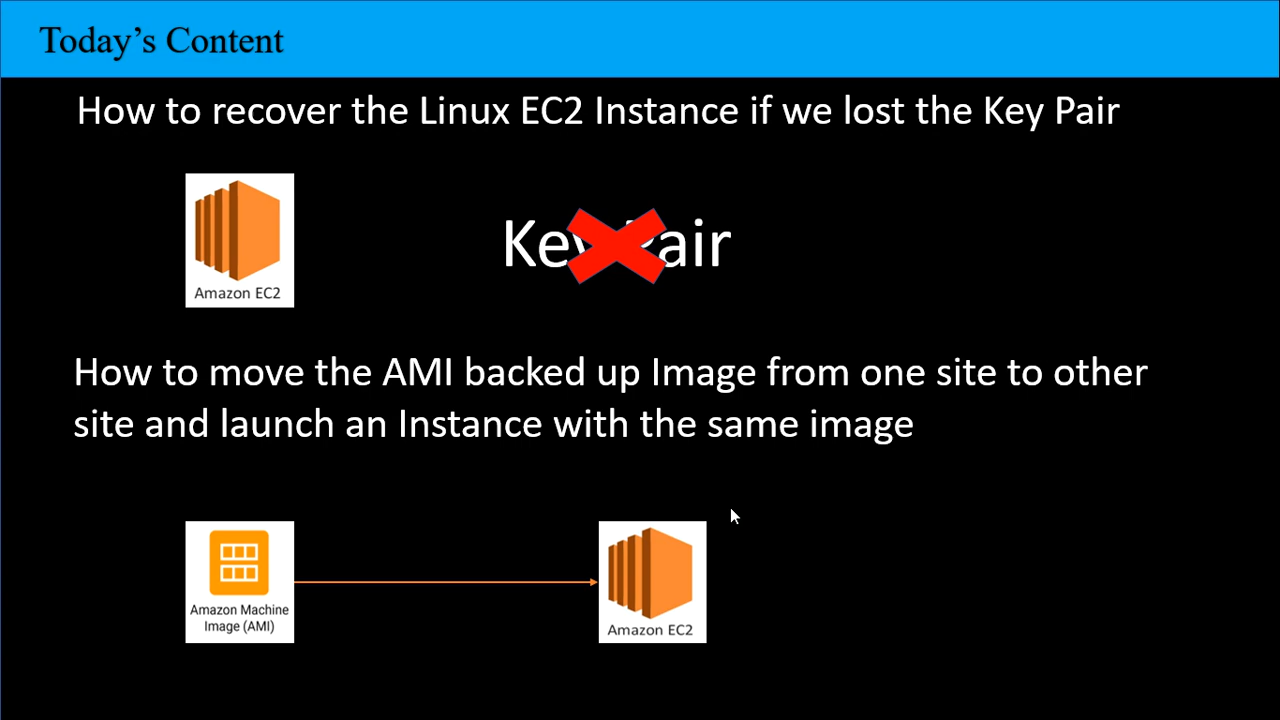 Today’s Content
How to recover the Linux EC2 Instance if we lost the Key Pair
Amazon EC2
Key Pair
How to move the AMI backed up Image from one site to other
site and launch an Instance with the same image
Amazon Machine
Image (AMI)
Amazon EC2